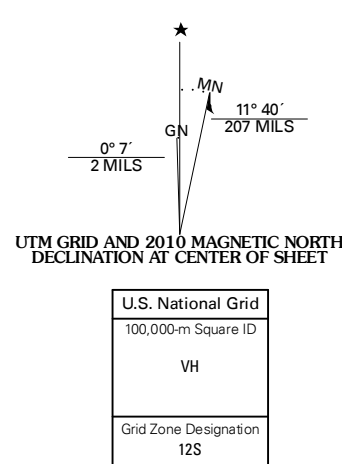 ★
MN
GN
11° 40´
207 MILS
0° 7´
2 MILS
UTM GRID AND 2010 MAGNETIC NORTH
DECLINATION AT CENTER OF SHEET
U.S. National Grid
100,000-m Square ID
VH
Grid Zone Designation
12S